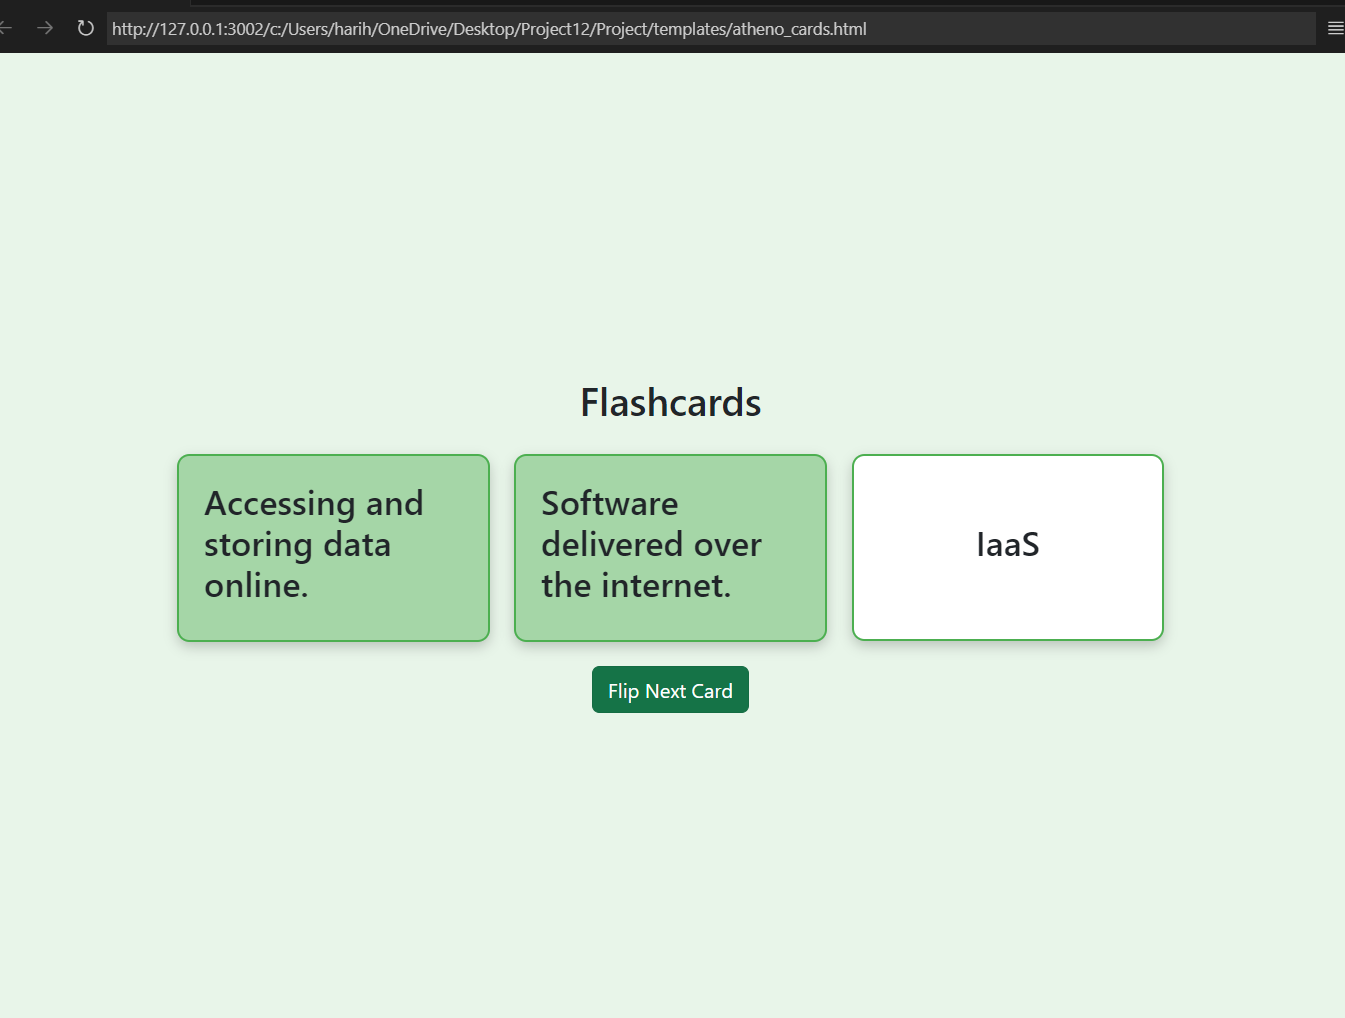 http://127.0.0.1:3002/c:/Users/harih/OneDrive/Desktop/Project12/Project/templates/atheno_cards.html
Flashcards
Accessing and
storing data
online.
Software
delivered over
the internet.
IaaS
Flip Next Card